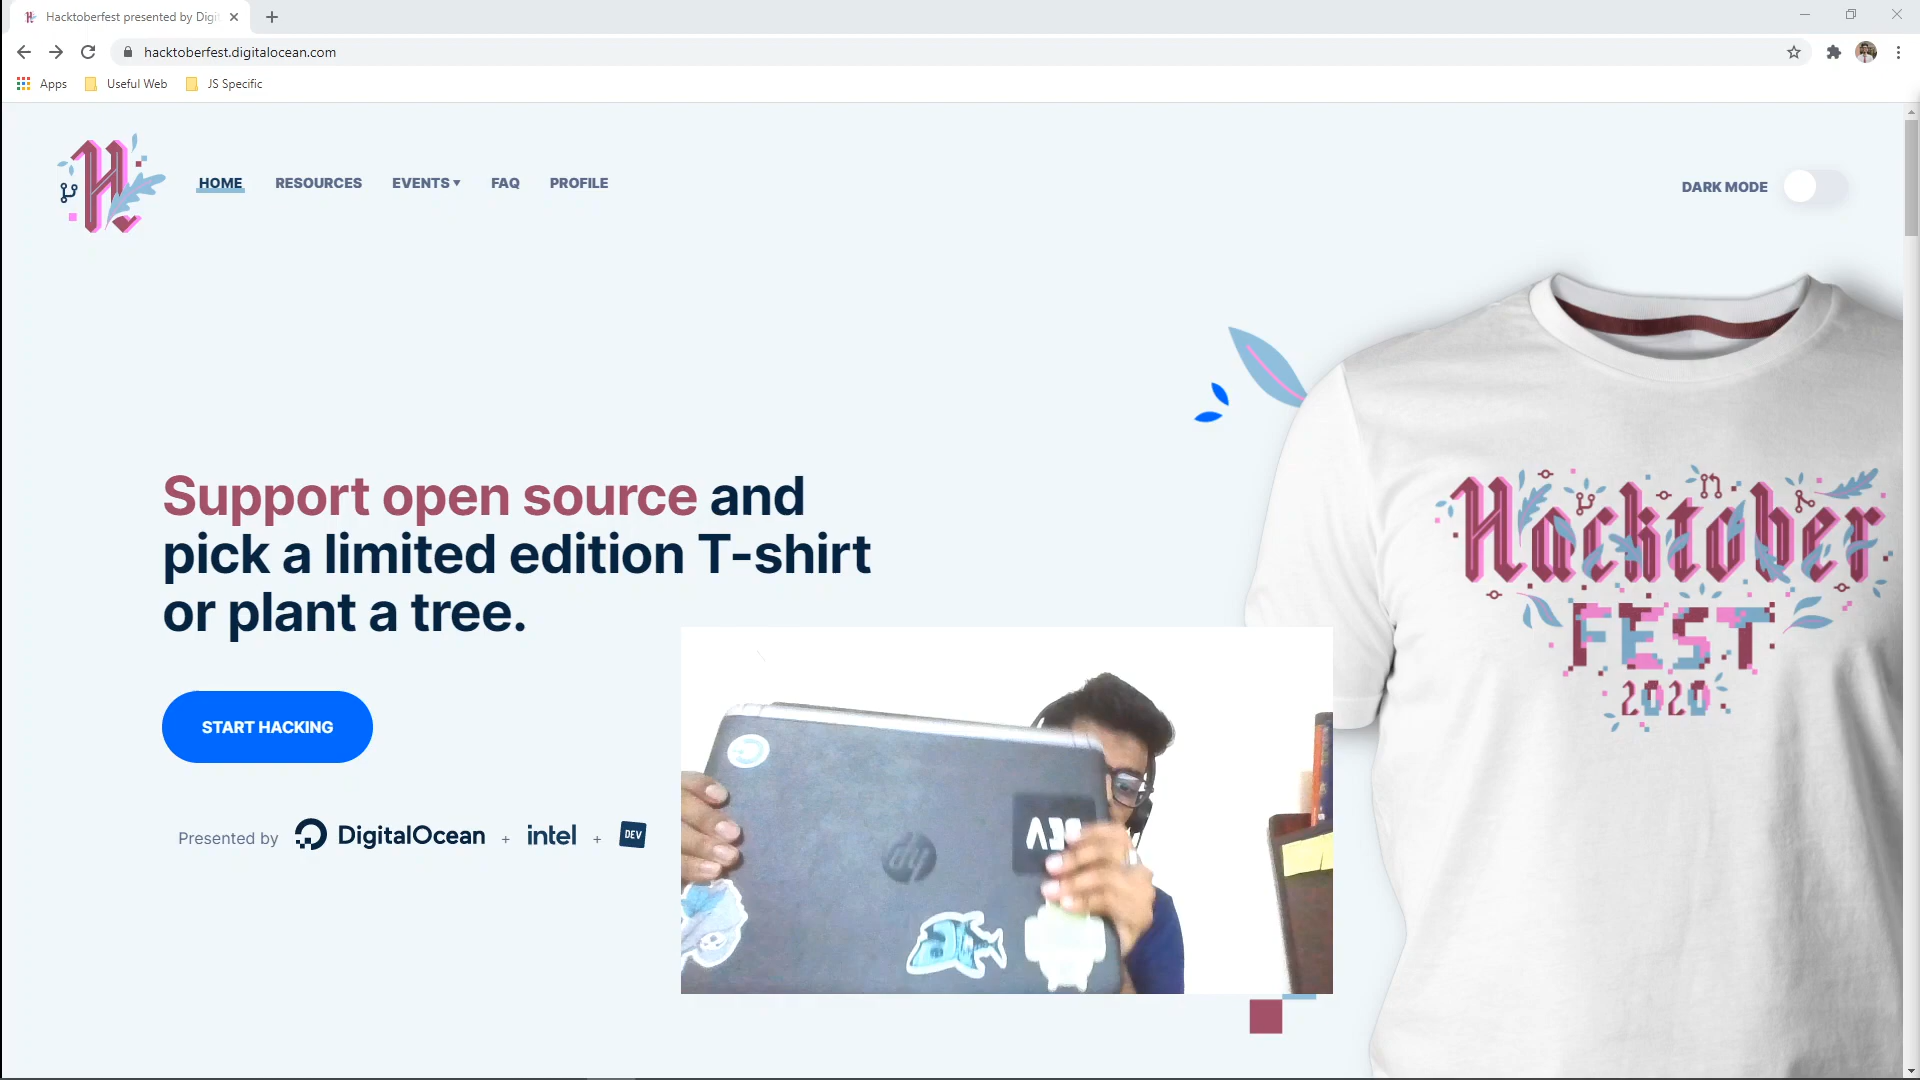 Hacktoberfest presented by Digit
hacktoberfest.digitalocean.com
Apps
Useful Web
JS Specific
HOME
RESOURCES
EVENTS
FAQ
PROFILE
DARK MODE
Support open source and
pick a limited edition T-shirt
or plant a tree.
START HACKING
Presented by DigitalOcean + intel + DEV
Hacktober
FEST
2020
hp